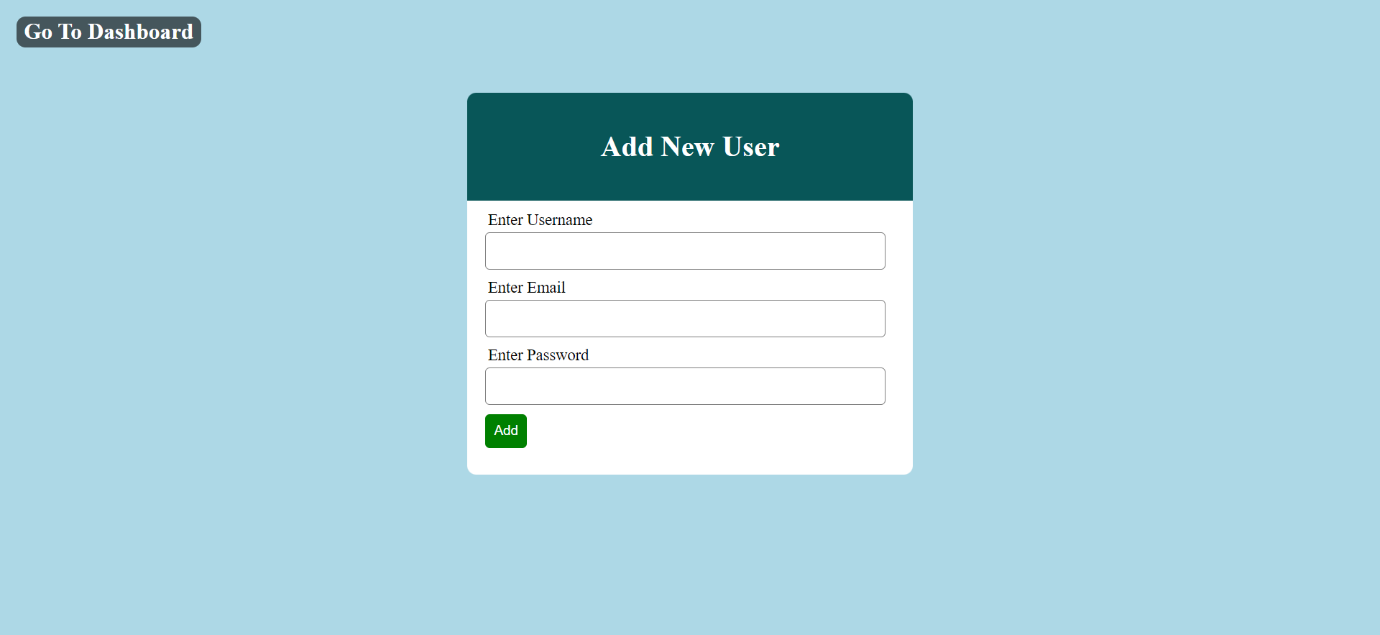 Go To Dashboard
Add New User
Enter Username
Enter Email
Enter Password
Add